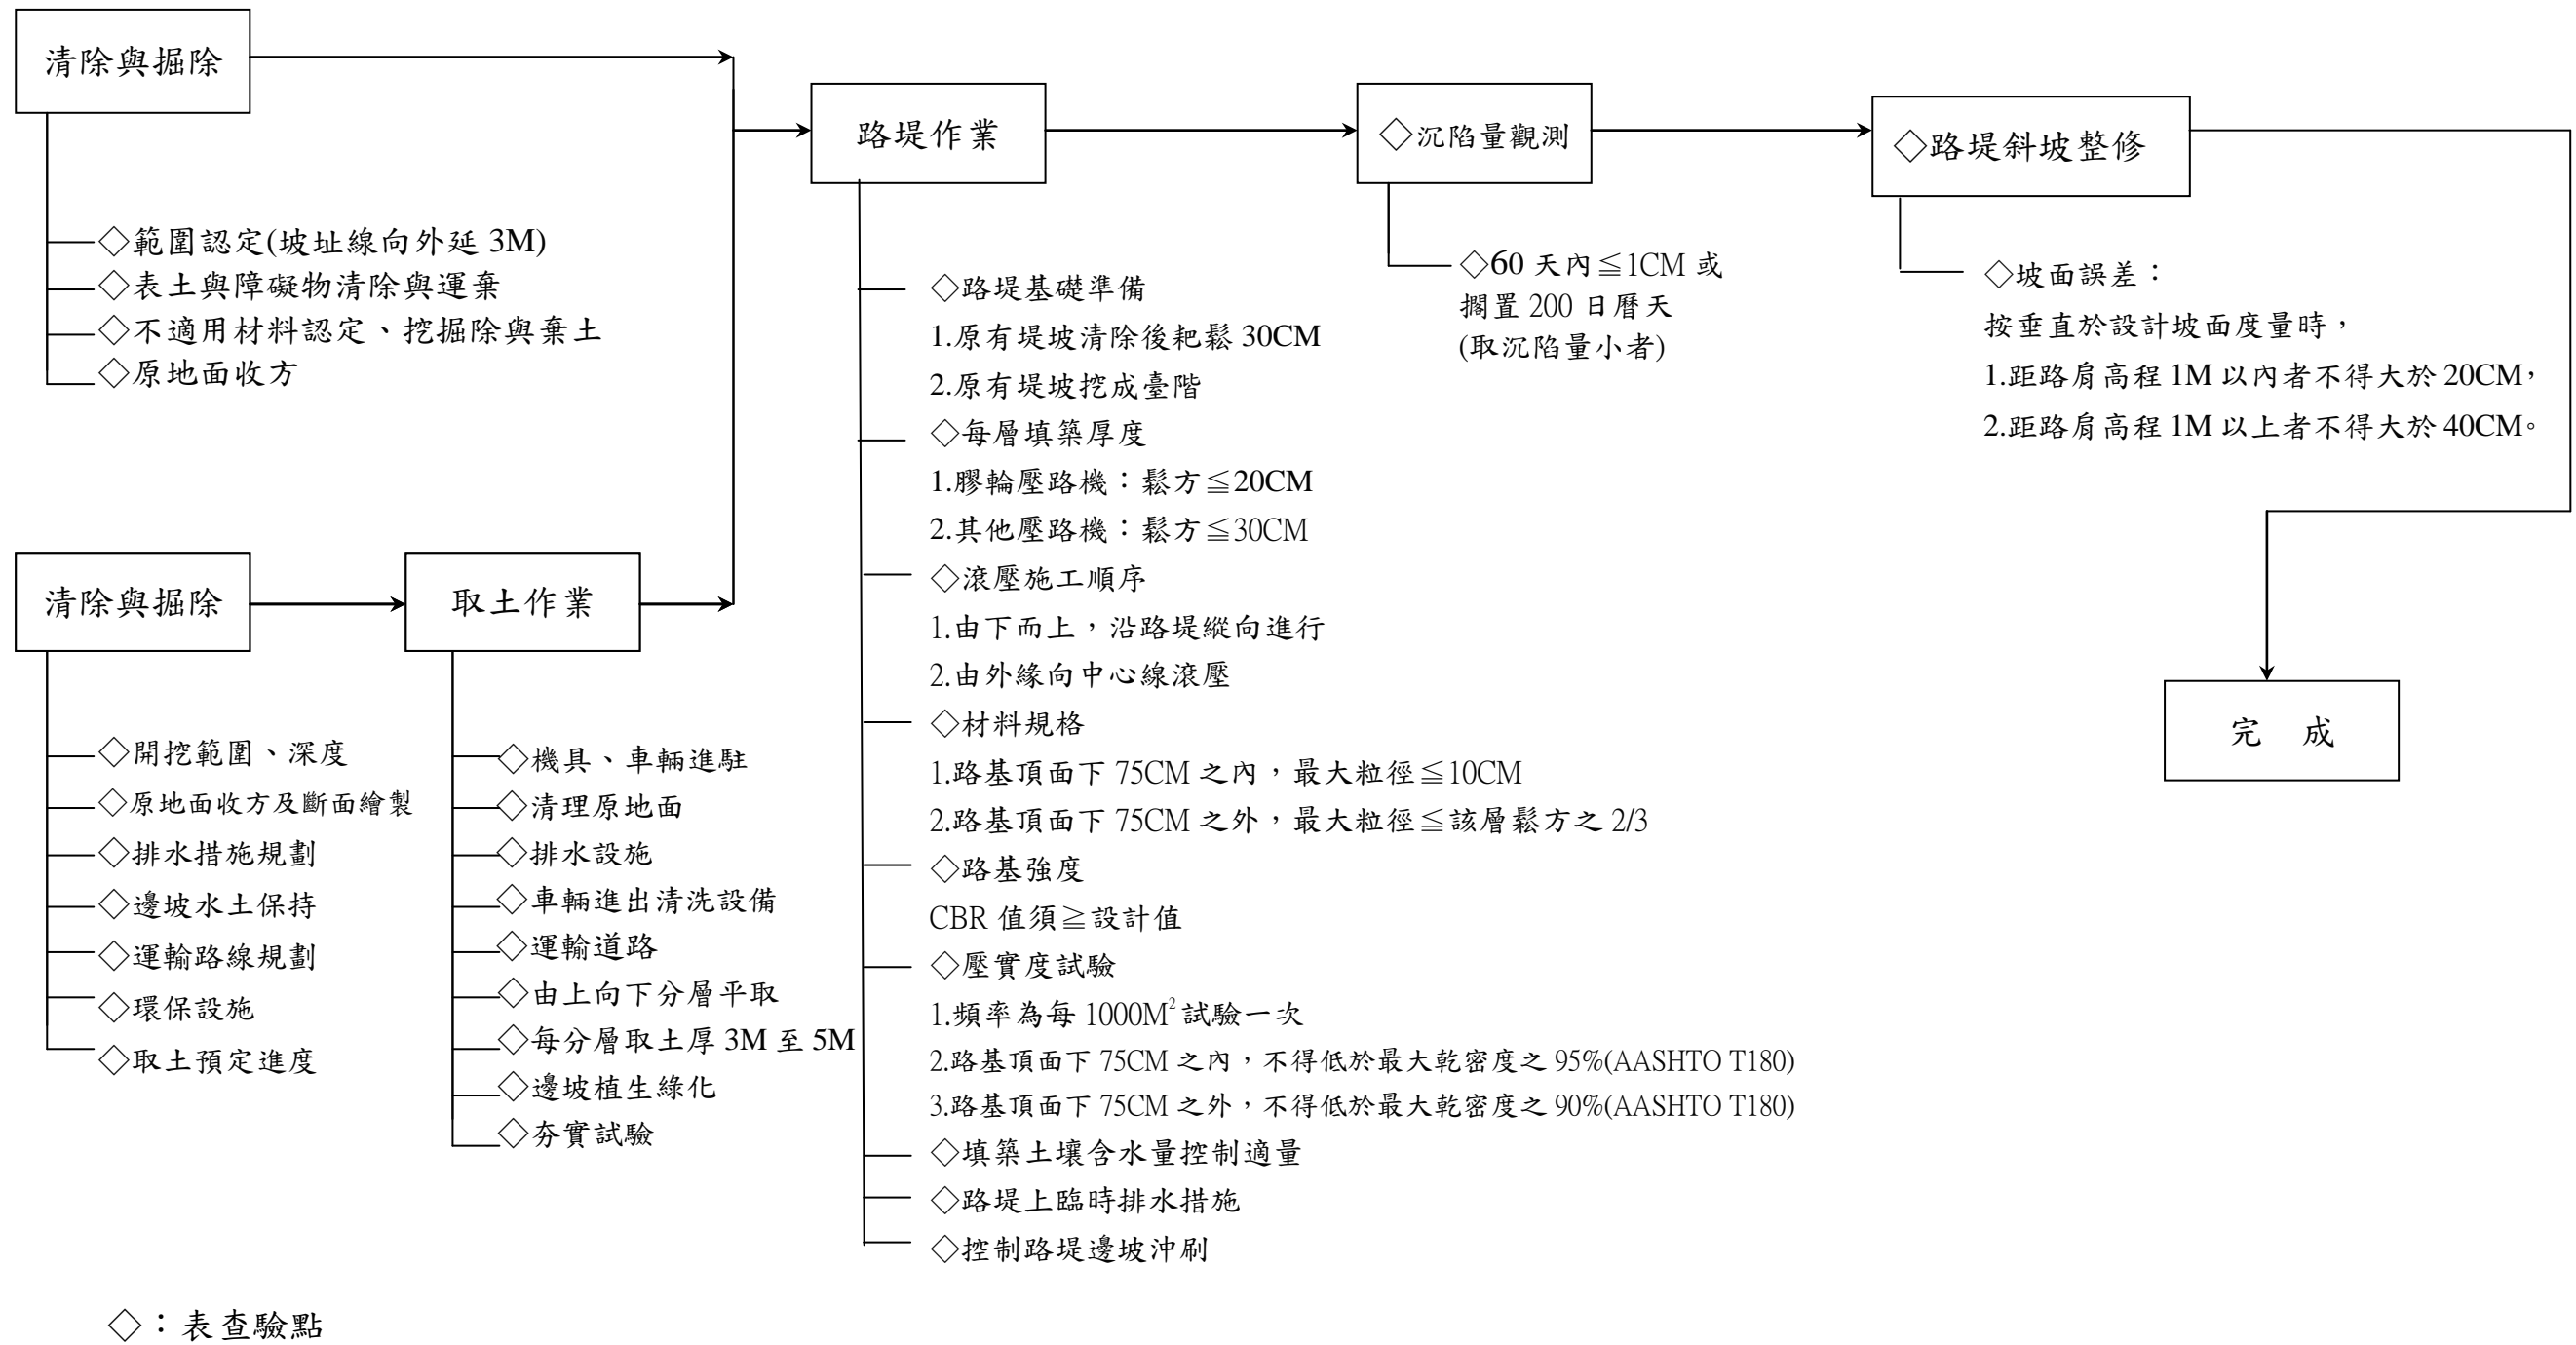 清除與掘除
◇範圍認定(坡址線向外延 3M)
◇表土與障礙物清除與運棄
◇不適用材料認定、挖掘除與棄土
◇原地面收方
清除與掘除
◇開挖範圍、深度
◇原地面收方及斷面繪製
◇排水措施規劃
◇邊坡水土保持
◇運輸路線規劃
◇環保設施
◇取土預定進度
取土作業
◇機具、車輛進駐
◇清理原地面
◇排水設施
◇車輛進出清洗設備
◇運輸道路
◇由上向下分層平取
◇每分層取土厚 3M 至 5M
◇邊坡植生綠化
◇夯實試驗
路堤作業
◇路堤基礎準備
1.原有堤坡清除後耙鬆 30CM
2.原有堤坡挖成臺階
◇每層填築厚度
1.膠輪壓路機：鬆方≦20CM
2.其他壓路機：鬆方≦30CM
◇滾壓施工順序
1.由下而上，沿路堤縱向進行
2.由外緣向中心線滾壓
◇材料規格
1.路基頂面下 75CM 之內，最大粒徑≦10CM
2.路基頂面下 75CM 之外，最大粒徑≦該層鬆方之 2/3
◇路基強度
CBR 值須≧設計值
◇壓實度試驗
1.頻率為每 1000M²試驗一次
2.路基頂面下 75CM 之內，不得低於最大乾密度之 95%(AASHTO T180)
3.路基頂面下 75CM 之外，不得低於最大乾密度之 90%(AASHTO T180)
◇填築土壤含水量控制適量
◇路堤上臨時排水措施
◇控制路堤邊坡沖刷
◇沉陷量觀測
◇60 天內≦1CM 或
擱置 200 日曆天
(取沉陷量小者)
◇路堤斜坡整修
◇坡面誤差：
按垂直於設計坡面度量時，
1.距路肩高程 1M 以內者不得大於 20CM，
2.距路肩高程 1M 以上者不得大於 40CM。
完 成
◇：表查驗點